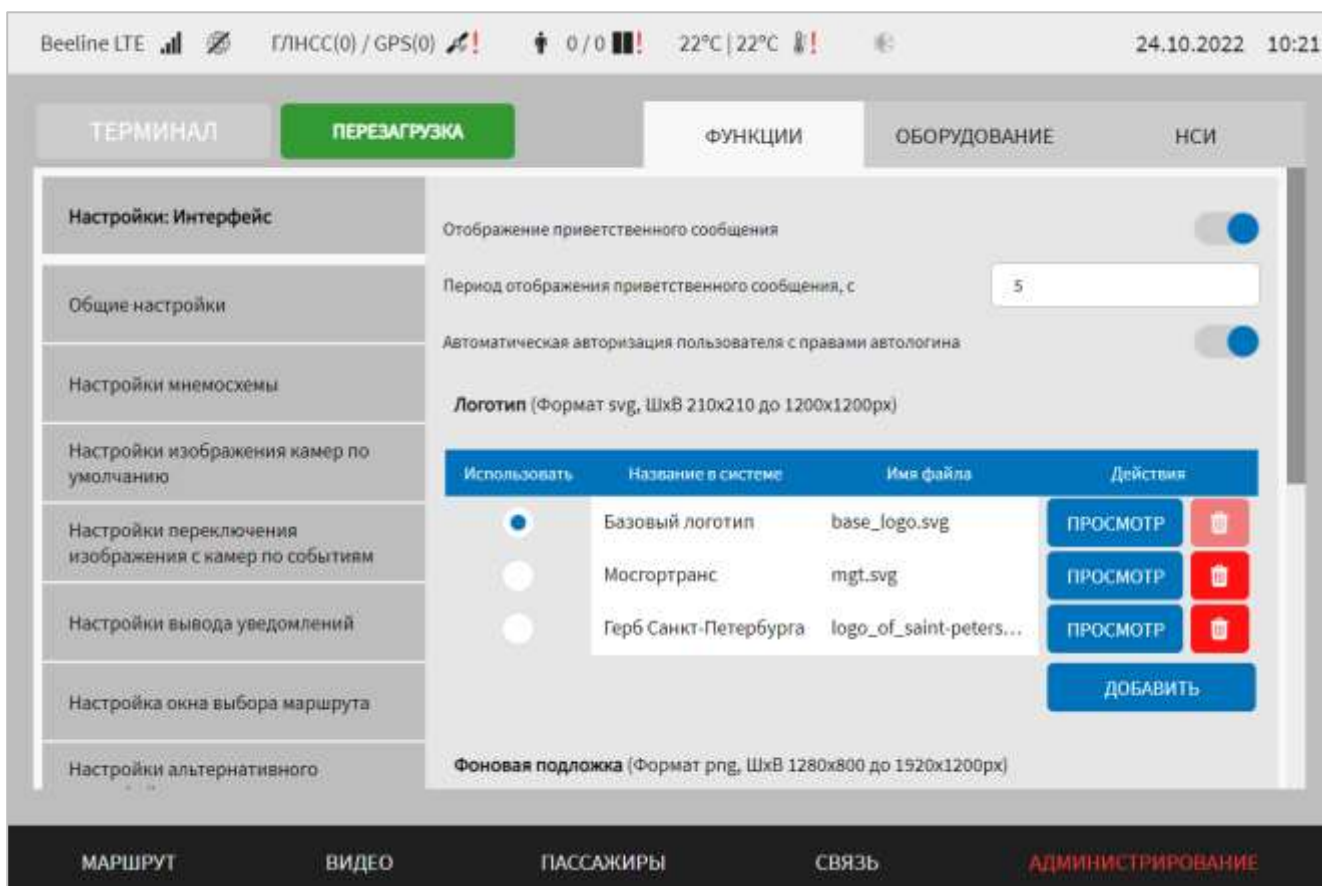 Beeline LTE ГЛНСС(0) / GPS(0) ! 0 / 0 ! 22°C | 22°C ! 24.10.2022 10:21
ТЕРМИНАЛ ПЕРЕЗАГРУЗКА ФУНКЦИИ ОБОРУДОВАНИЕ НСИ
Настройки: Интерфейс
Общие настройки
Настройки мнемосхемы
Настройки изображения камер по
умолчанию
Настройки переключения
изображения с камер по событиям
Настройки вывода уведомлений
Настройка окна выбора маршрута
Настройки альтернативного
Отображение приветственного сообщения
Период отображения приветственного сообщения, с 5
Автоматическая авторизация пользователя с правами автологина
Логотип (Формат svg, ШхВ 210x210 до 1200x1200px)
Использовать Название в системе Имя файла Действия
Базовый логотип base_logo.svg ПРОСМОТР
Мосгортранс mgt.svg ПРОСМОТР
Герб Санкт-Петербурга logo_of_saint-peters... ПРОСМОТР
ДОБАВИТЬ
Фоновая подложка (Формат png, ШхВ 1280x800 до 1920x1200px)
МАРШРУТ ВИДЕО ПАССАЖИРЫ СВЯЗЬ АДМИНИСТРИРОВАНИЕ